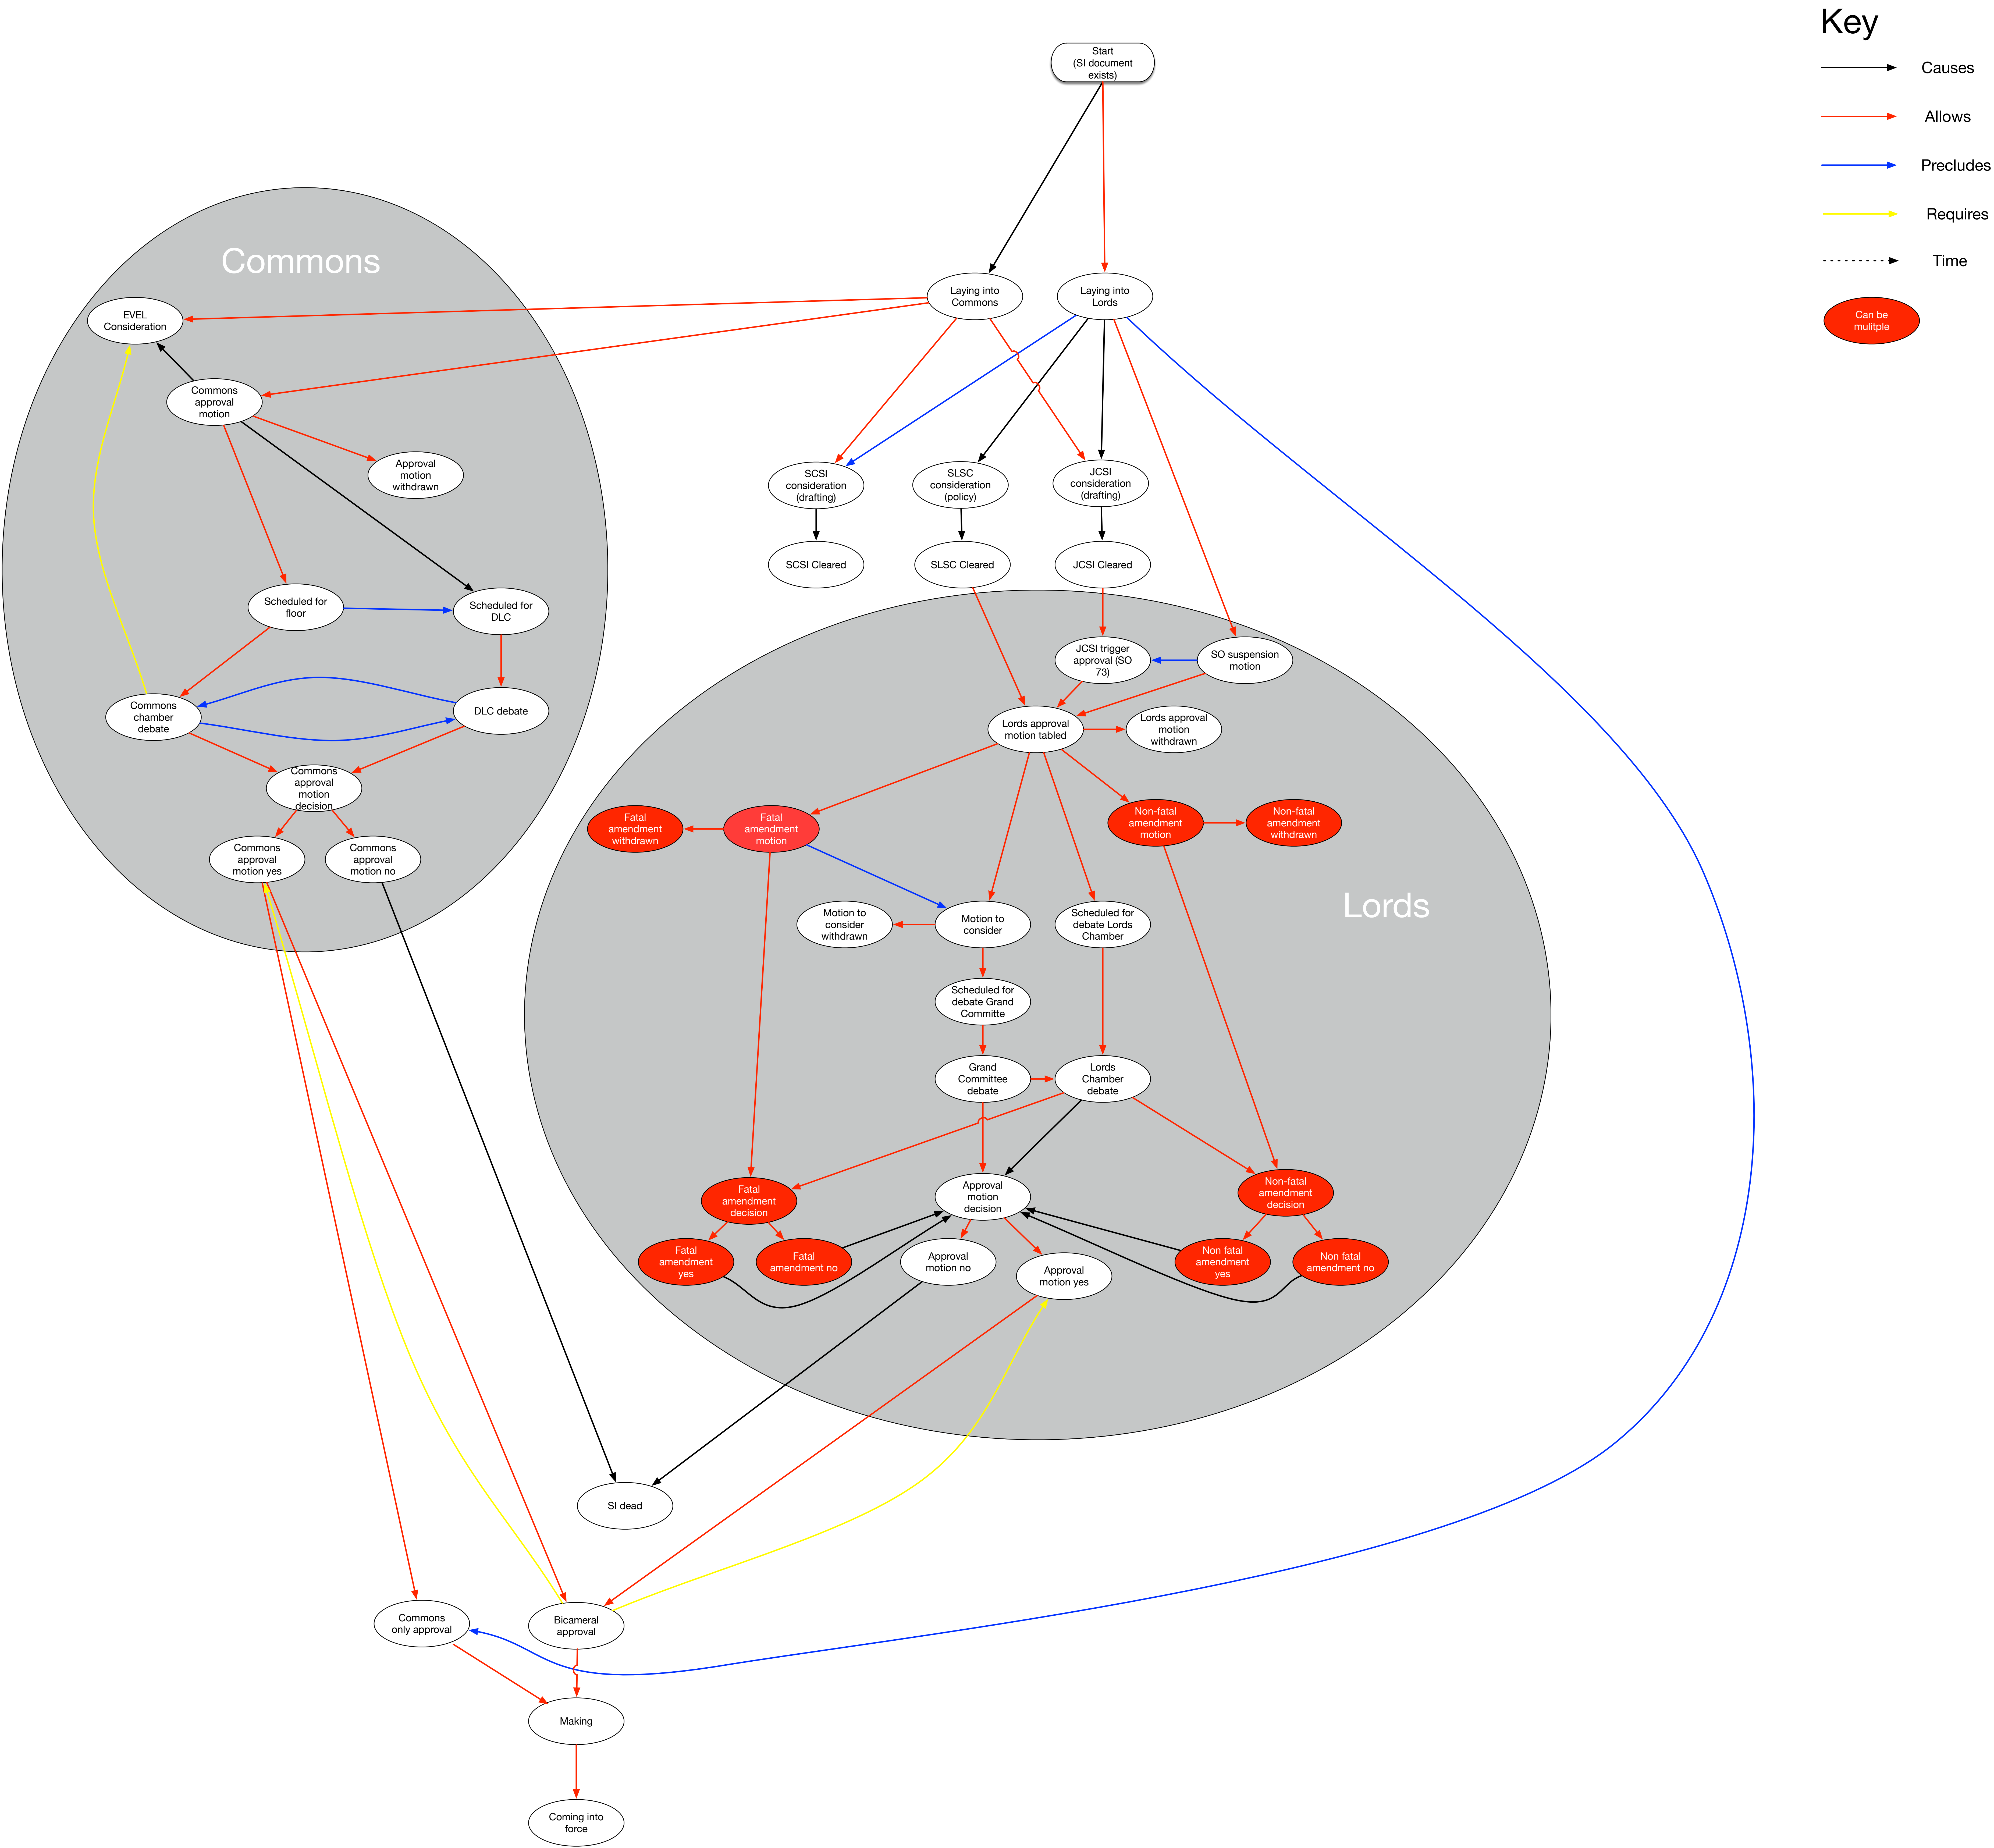 Key
Causes
Allows
Precludes
Requires
Time
Can be
mulitple
Start
(SI document
exists)
Laying into
Commons
Laying into
Lords
Commons
EVEL
Consideration
Commons
approval
motion
Approval
motion
withdrawn
SCSI
consideration
(drafting)
SLSC
consideration
(policy)
JCSI
consideration
(drafting)
SCSI Cleared
SLSC Cleared
JCSI Cleared
Scheduled for
floor
Scheduled for
DLC
Commons
chamber
debate
DLC debate
Commons
approval
motion
decision
Commons
approval
motion yes
Commons
approval
motion no
JCSI trigger
approval (SO
73)
SO suspension
motion
Lords approval
motion tabled
Lords approval
motion
withdrawn
Fatal
amendment
withdrawn
Fatal
amendment
motion
Non-fatal
amendment
motion
Non-fatal
amendment
withdrawn
Lords
Motion to
consider
withdrawn
Motion to
consider
Scheduled for
debate Lords
Chamber
Scheduled for
debate Grand
Committe
Grand
Committee
debate
Lords
Chamber
debate
Fatal
amendment
decision
Approval
motion
decision
Non-fatal
amendment
decision
Fatal
amendment
yes
Fatal
amendment no
Approval
motion no
Approval
motion yes
Non fatal
amendment
yes
Non fatal
amendment no
SI dead
Commons
only approval
Bicameral
approval
Making
Coming into
force